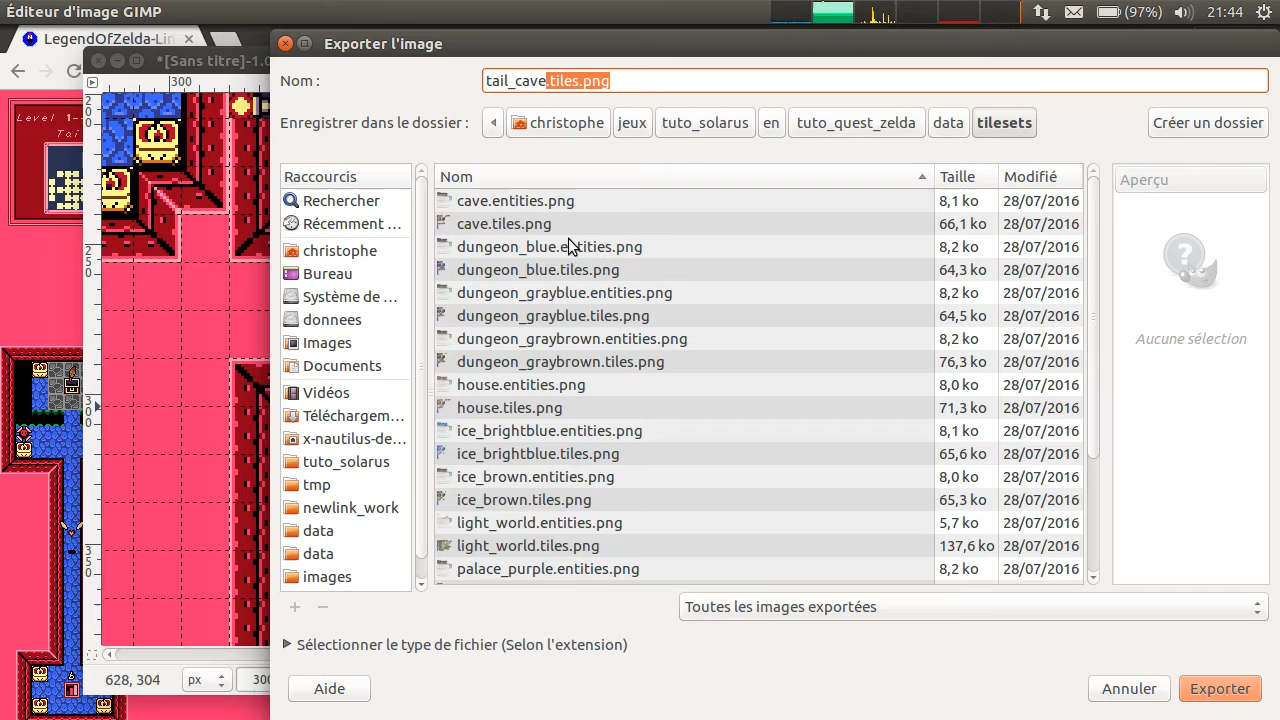 Éditeur d'image GIMP
(97%)
21:44
LegendOfZelda-Lin
*[Sans titre]-1.0
Exporter l'image
Nom :
tail_cave.tiles.png
Enregistrer dans le dossier :
christophe
jeux
tuto_solarus
en
tuto_quest_zelda
data
tilesets
Créer un dossier
300
Level 1--
Tai
Raccourcis
Rechercher
Récemment ...
christophe
Bureau
Système de ...
donnees
Images
Documents
Vidéos
Téléchargem...
x-nautilus-de...
tuto_solarus
tmp
newlink_work
data
data
images
Nom Taille Modifié
cave.entities.png 8,1 ko 28/07/2016
cave.tiles.png 66,1 ko 28/07/2016
dungeon_blue.entities.png 8,2 ko 28/07/2016
dungeon_blue.tiles.png 64,3 ko 28/07/2016
dungeon_grayblue.entities.png 8,2 ko 28/07/2016
dungeon_grayblue.tiles.png 64,5 ko 28/07/2016
dungeon_graybrown.entities.png 8,2 ko 28/07/2016
dungeon_graybrown.tiles.png 76,3 ko 28/07/2016
house.entities.png 8,0 ko 28/07/2016
house.tiles.png 71,3 ko 28/07/2016
ice_brightblue.entities.png 8,1 ko 28/07/2016
ice_brightblue.tiles.png 65,6 ko 28/07/2016
ice_brown.entities.png 8,0 ko 28/07/2016
ice_brown.tiles.png 65,3 ko 28/07/2016
light_world.entities.png 5,7 ko 28/07/2016
light_world.tiles.png 137,6 ko 28/07/2016
palace_purple.entities.png 8,2 ko 28/07/2016
Aperçu
Aucune sélection
Toutes les images exportées
Sélectionner le type de fichier (Selon l'extension)
628, 304
px
300
Aide
Annuler
Exporter